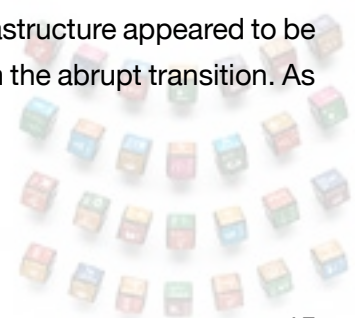 astructure appeared to be
the abrupt transition. As